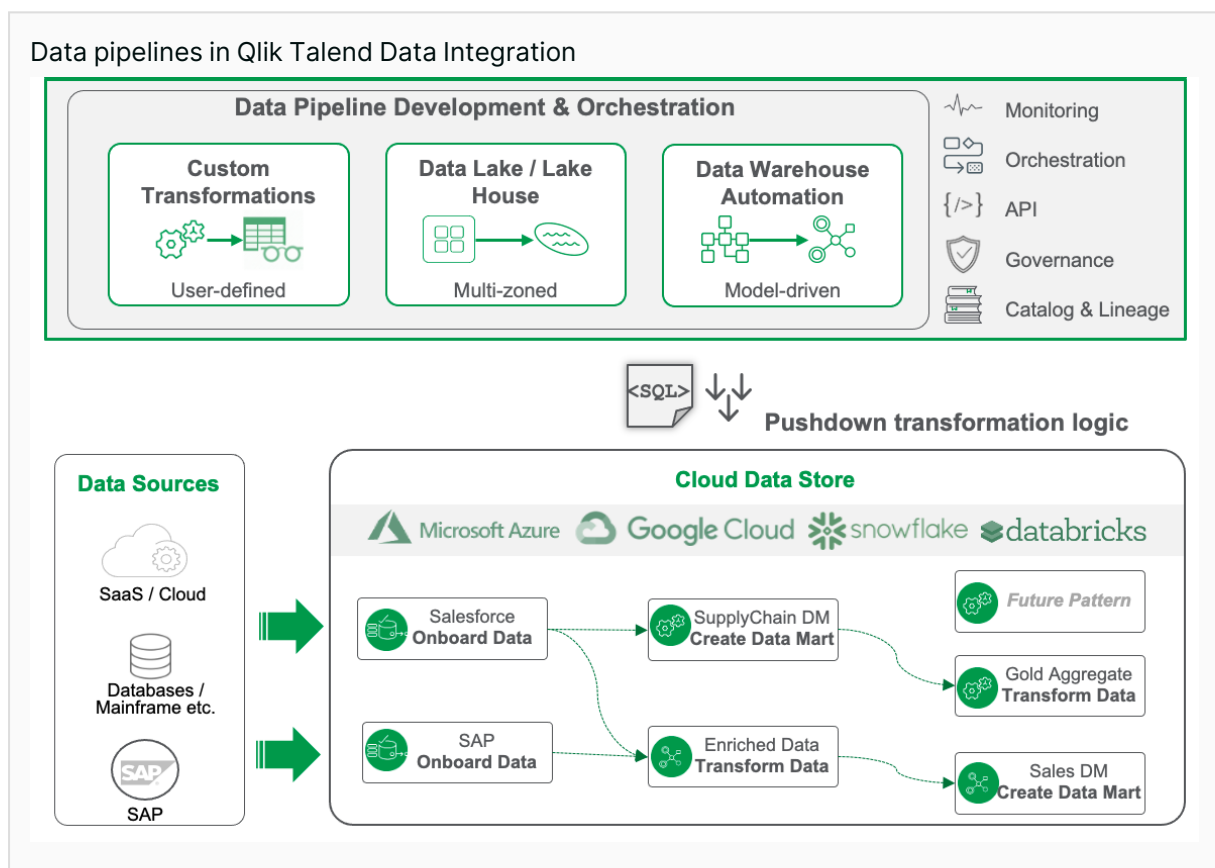 Data pipelines in Qlik Talend Data Integration
Data Pipeline Development & Orchestration
Custom
Transformations
User-defined
Data Lake / Lake
House
Multi-zoned
Data Warehouse
Automation
Model-driven
Monitoring
Orchestration
{/>} API
Governance
Catalog & Lineage
<SQL>
Pushdown transformation logic
Data Sources
SaaS / Cloud
Databases /
Mainframe etc.
SAP
SAP
Cloud Data Store
Microsoft Azure
Google Cloud
snowflake
databricks
Salesforce
Onboard Data
SAP
Onboard Data
SupplyChain DM
Create Data Mart
Enriched Data
Transform Data
Future Pattern
Gold Aggregate
Transform Data
Sales DM
Create Data Mart